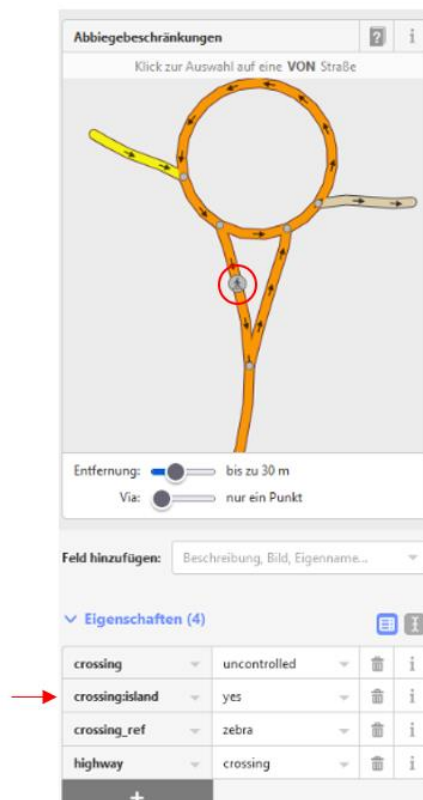 Abbiegebeschränkungen ? i
Klick zur Auswahl auf eine VON Straße
Entfernung: bis zu 30 m
Via: nur ein Punkt
Feld hinzufügen: Beschreibung, Bild, Eigenname...
Eigenschaften (4)
crossing uncontrolled i
crossing:island yes i
crossing_ref zebra i
highway crossing i
+